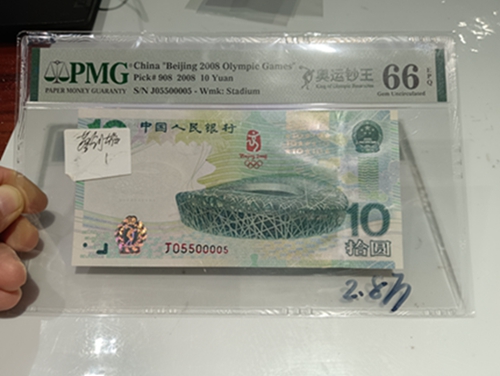 PMG
PAPER MONEY GUARANTY
China "Beijing 2008 Olympic Games"
Pick# 908 2008 10 Yuan
S/N J05500005 - Wmk: Stadium
奥运钞王
King of Olympic Banknotes
66 EPQ
Gem Uncirculated
中国人民银行
Beijing 2008
J05500005
10
拾圆
2.8万